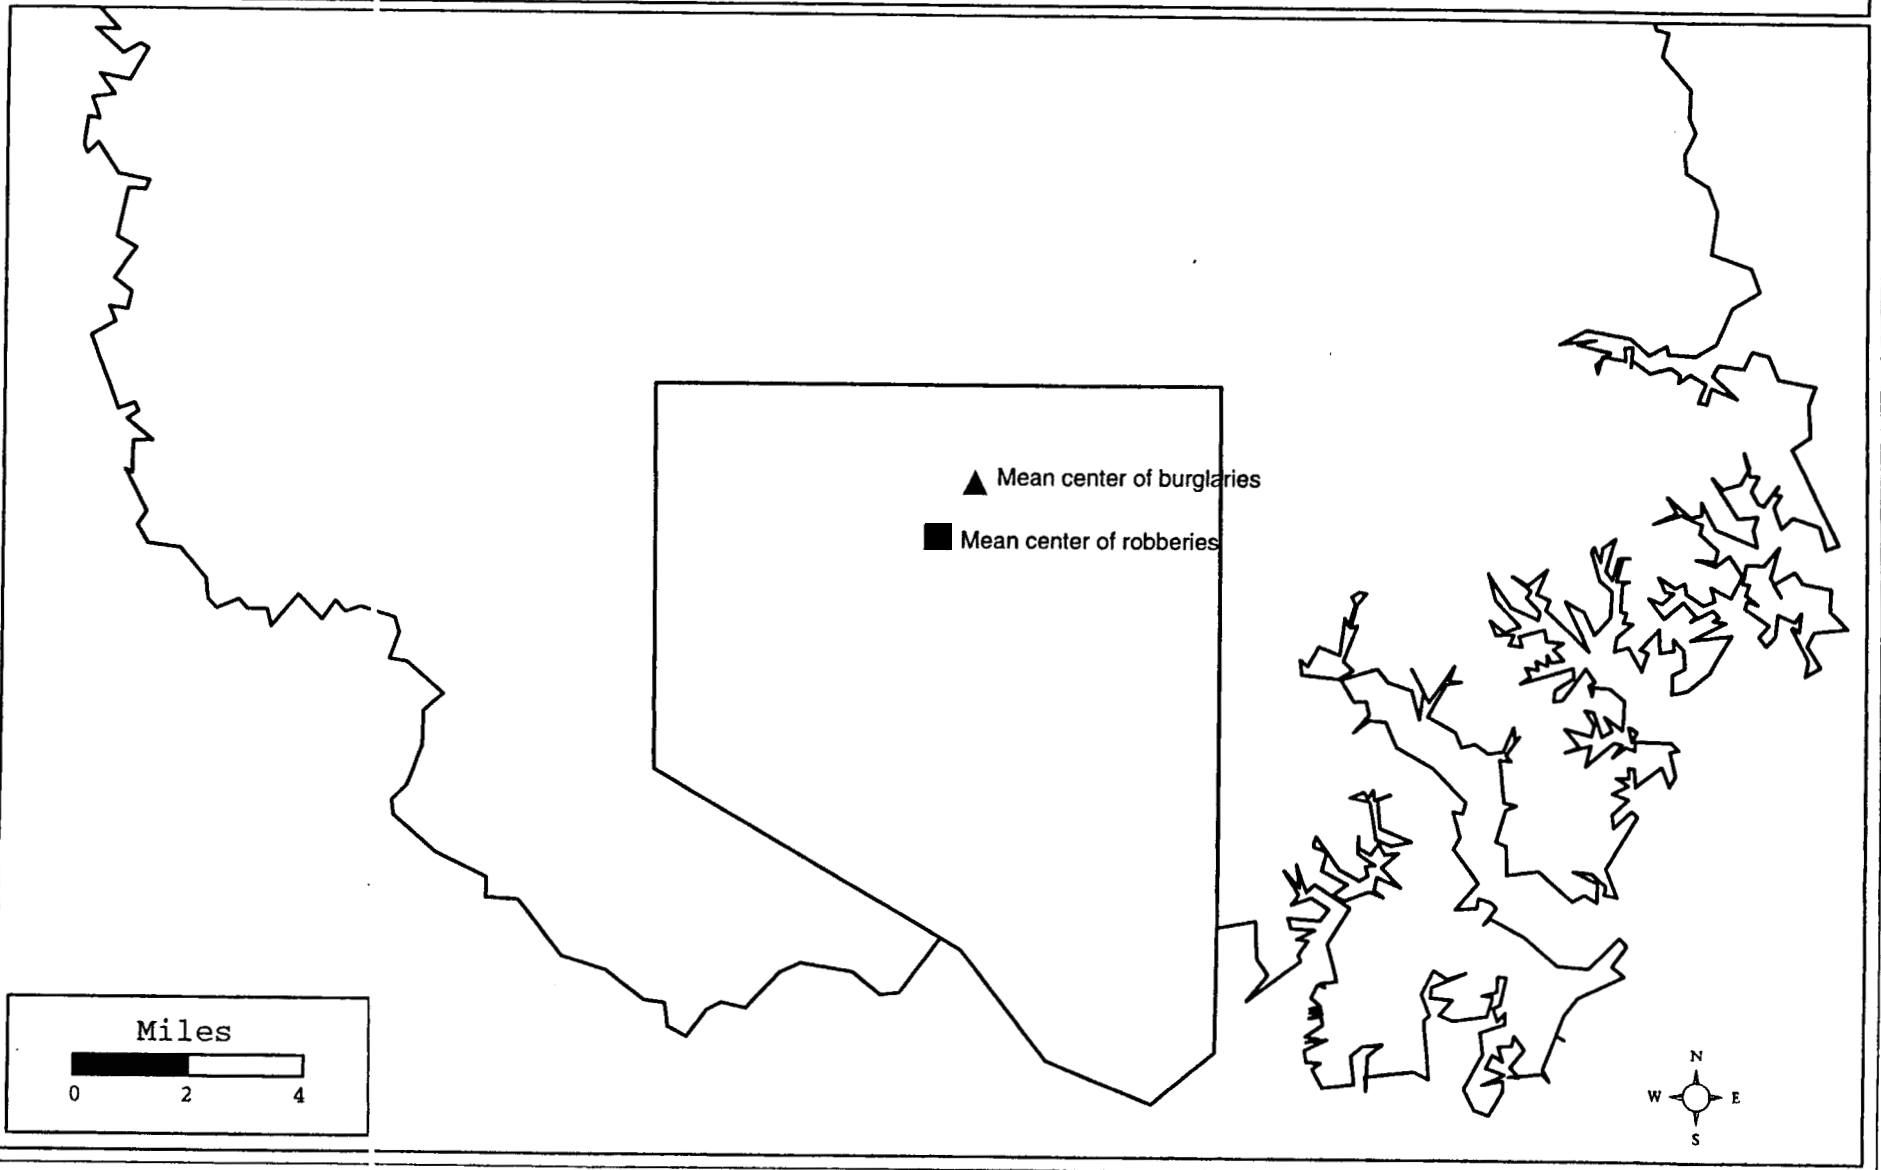 Mean center of burglaries
Mean center of robberies
Miles
0 2 4
N
W E
S